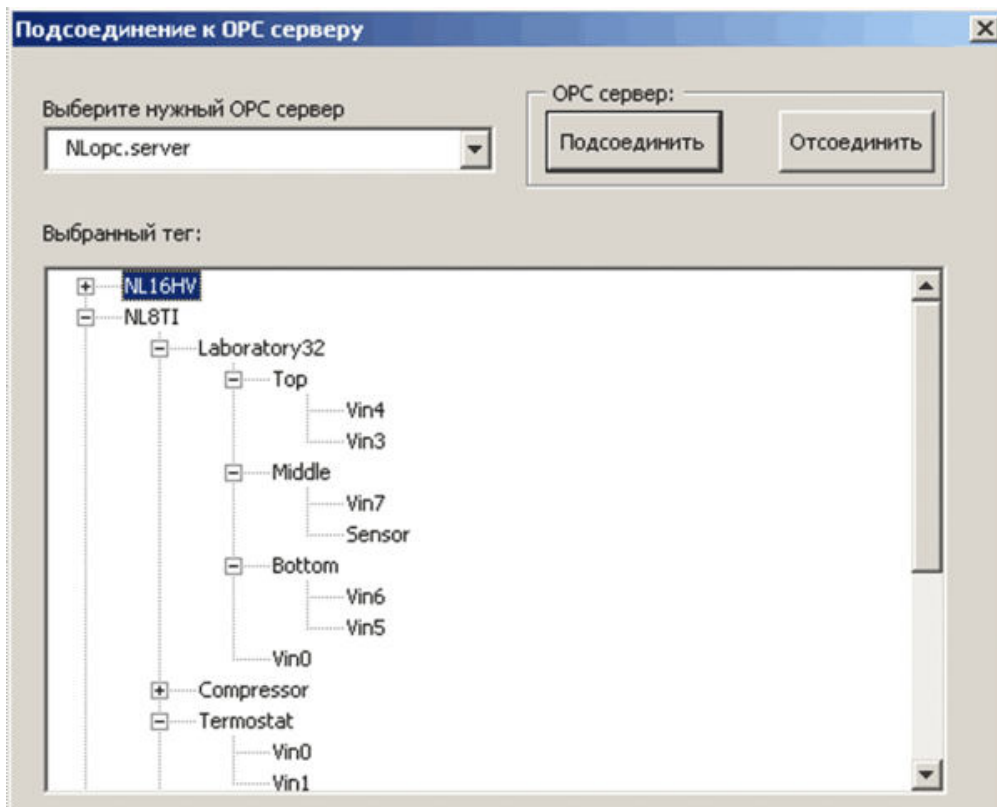 Подсоединение к OPC серверу
Выберите нужный OPC сервер
NLopc.server
OPC сервер:
Подсоединить
Отсоединить
Выбранный тег:
NL16HV
NL8TI
Laboratory32
Top
Vin4
Vin3
Middle
Vin7
Sensor
Bottom
Vin6
Vin5
Vin0
Compressor
Termostat
Vin0
Vin1